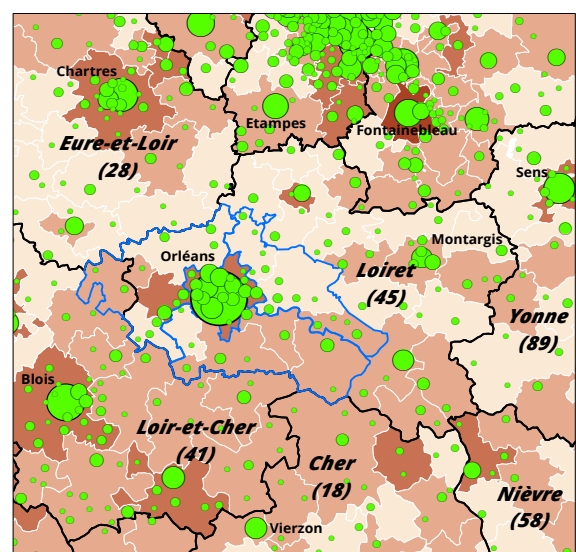 Chartres
Etampes
Fontainebleau
Eure-et-Loir
(28)
Sens
Montargis
Orléans
Loiret
(45)
Yonne
(89)
Blois
Loir-et-Cher
(41)
Cher
(18)
Nièvre
(58)
Vierzon